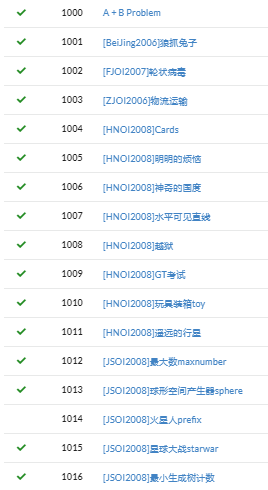 1000 A + B Problem
1001 [BeiJing2006]狼抓兔子
1002 [FJOI2007]轮状病毒
1003 [ZJOI2006]物流运输
1004 [HNOI2008]Cards
1005 [HNOI2008]明明的烦恼
1006 [HNOI2008]神奇的国度
1007 [HNOI2008]水平可见直线
1008 [HNOI2008]越狱
1009 [HNOI2008]GT考试
1010 [HNOI2008]玩具装箱toy
1011 [HNOI2008]遥远的行星
1012 [JSOI2008]最大数maxnumber
1013 [JSOI2008]球形空间产生器sphere
1014 [JSOI2008]火星人prefix
1015 [JSOI2008]星球大战starwar
1016 [JSOI2008]最小生成树计数